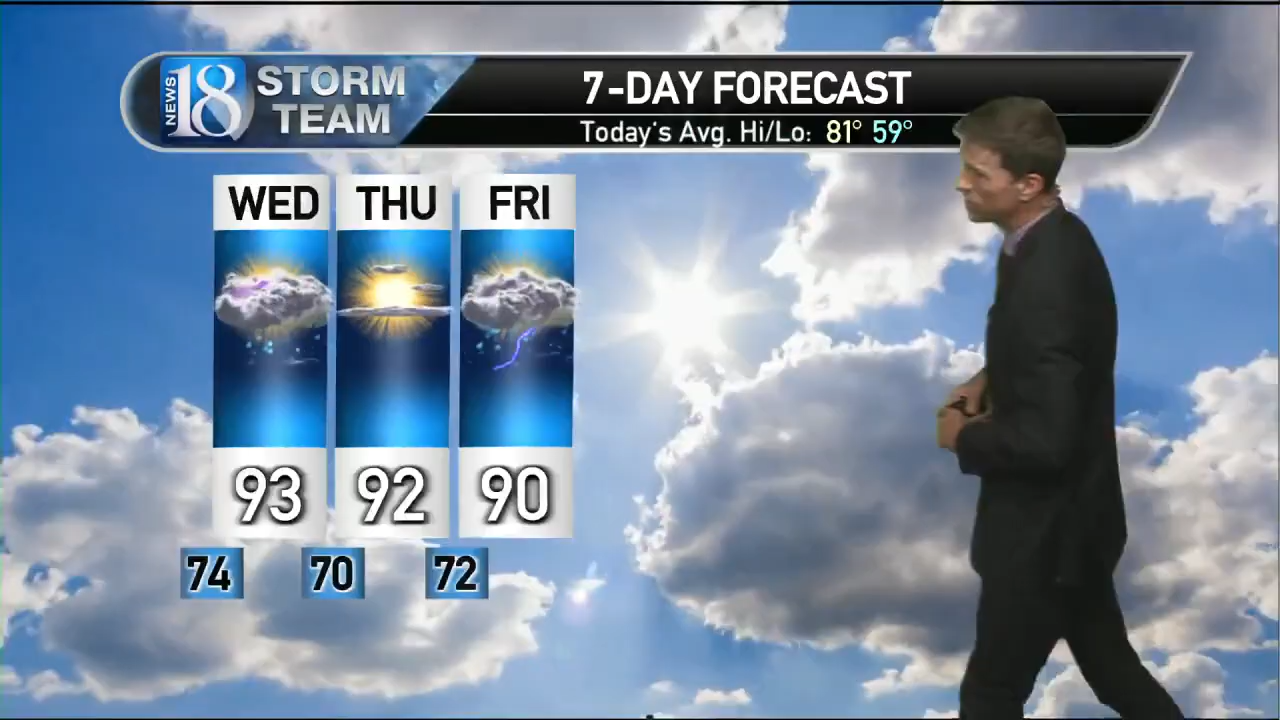 NEWS 18 STORM TEAM
7-DAY FORECAST
Today's Avg. Hi/Lo: 81° 59°
WED THU FRI
93 92 90
74 70 72